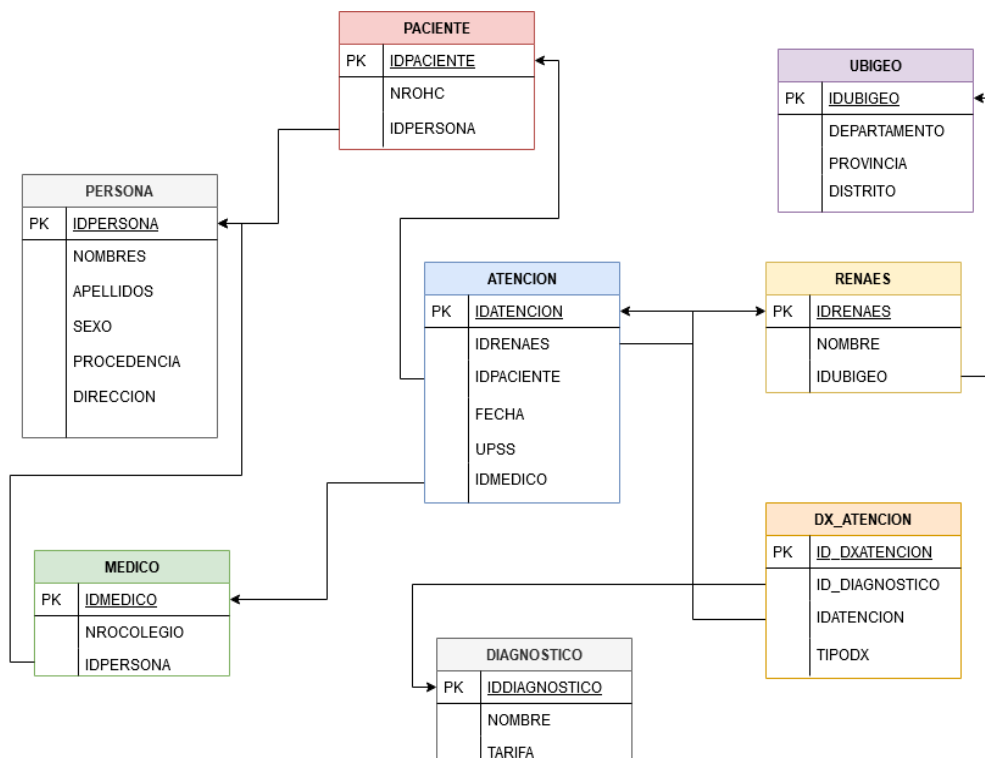 PACIENTE
PK IDPACIENTE
NROHC
IDPERSONA
UBIGEO
PK IDUBIGEO
DEPARTAMENTO
PROVINCIA
DISTRITO
PERSONA
PK IDPERSONA
NOMBRES
APELLIDOS
SEXO
PROCEDENCIA
DIRECCION
ATENCION
PK IDATENCION
IDRENAES
IDPACIENTE
FECHA
UPSS
IDMEDICO
RENAES
PK IDRENAES
NOMBRE
IDUBIGEO
MEDICO
PK IDMEDICO
NROCOLEGIO
IDPERSONA
DX_ATENCION
PK ID_DXATENCION
ID_DIAGNOSTICO
IDATENCION
TIPODX
DIAGNOSTICO
PK IDDIAGNOSTICO
NOMBRE
TARIFA